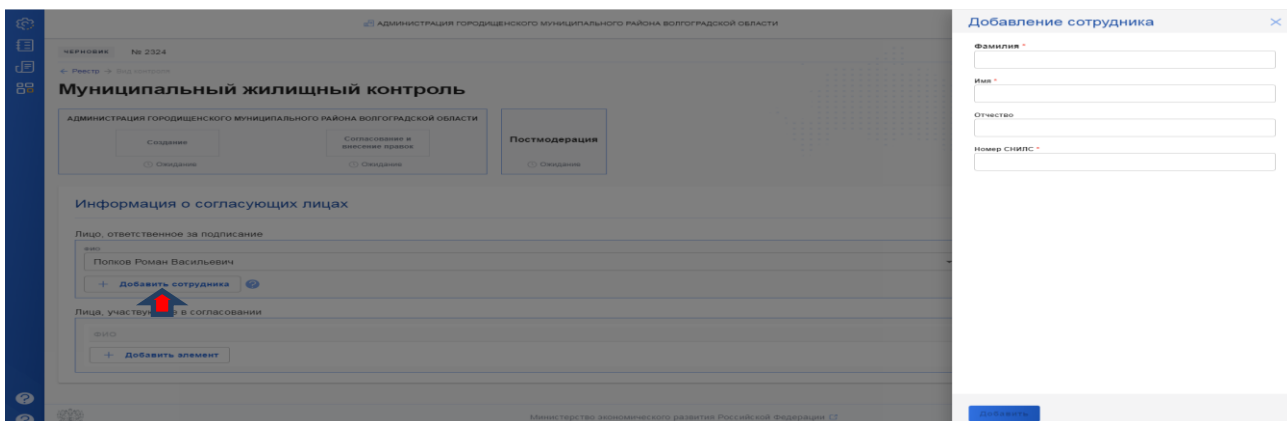 АДМИНИСТРАЦИЯ ГОРОДИЩЕНСКОГО МУНИЦИПАЛЬНОГО РАЙОНА ВОЛГОГРАДСКОЙ ОБЛАСТИ
ЧЕРНОВИК № 2324
← Реестр → Вид контроля
Муниципальный жилищный контроль
АДМИНИСТРАЦИЯ ГОРОДИЩЕНСКОГО МУНИЦИПАЛЬНОГО РАЙОНА ВОЛГОГРАДСКОЙ ОБЛАСТИ
Создание
Ожидание
Согласование и
внесение правок
Ожидание
Постмодерация
Ожидание
Информация о согласующих лицах
Лицо, ответственное за подписание
ФИО
Попков Роман Васильевич
+ Добавить сотрудника
Лица, участву е в согласовании
ФИО
+ Добавить элемент
Министерство экономического развития Российской Федерации
Добавление сотрудника
Фамилия *
Имя *
Отчество
Номер СНИЛС *
Добавить